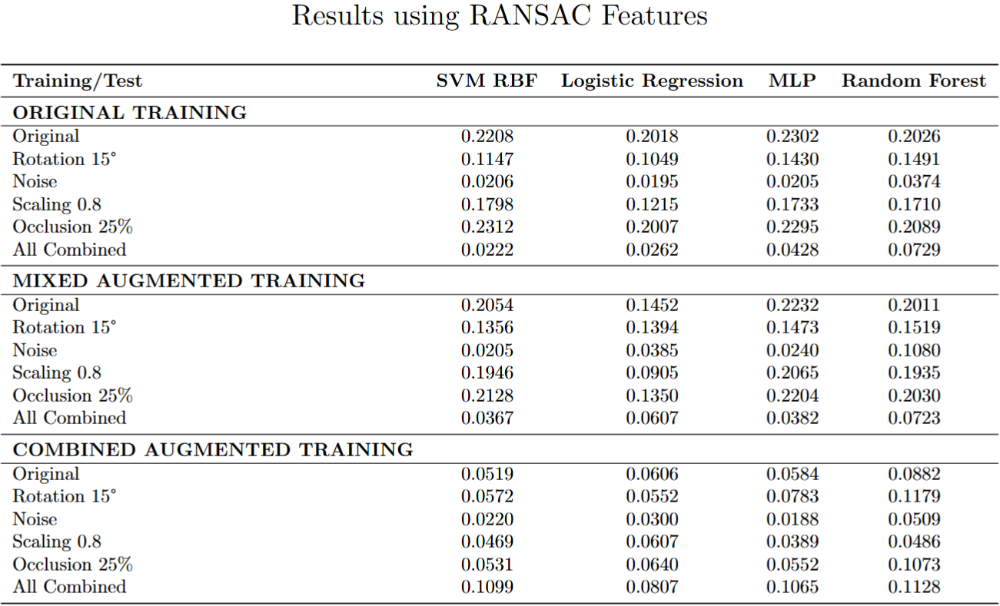 Results using RANSAC Features
Training/Test SVM RBF Logistic Regression MLP Random Forest
ORIGINAL TRAINING
Original 0.2208 0.2018 0.2302 0.2026
Rotation 15° 0.1147 0.1049 0.1430 0.1491
Noise 0.0206 0.0195 0.0205 0.0374
Scaling 0.8 0.1798 0.1215 0.1733 0.1710
Occlusion 25% 0.2312 0.2007 0.2295 0.2089
All Combined 0.0222 0.0262 0.0428 0.0729
MIXED AUGMENTED TRAINING
Original 0.2054 0.1452 0.2232 0.2011
Rotation 15° 0.1356 0.1394 0.1473 0.1519
Noise 0.0205 0.0385 0.0240 0.1080
Scaling 0.8 0.1946 0.0905 0.2065 0.1935
Occlusion 25% 0.2128 0.1350 0.2204 0.2030
All Combined 0.0367 0.0607 0.0382 0.0723
COMBINED AUGMENTED TRAINING
Original 0.0519 0.0606 0.0584 0.0882
Rotation 15° 0.0572 0.0552 0.0783 0.1179
Noise 0.0220 0.0300 0.0188 0.0509
Scaling 0.8 0.0469 0.0607 0.0389 0.0486
Occlusion 25% 0.0531 0.0640 0.0552 0.1073
All Combined 0.1099 0.0807 0.1065 0.1128